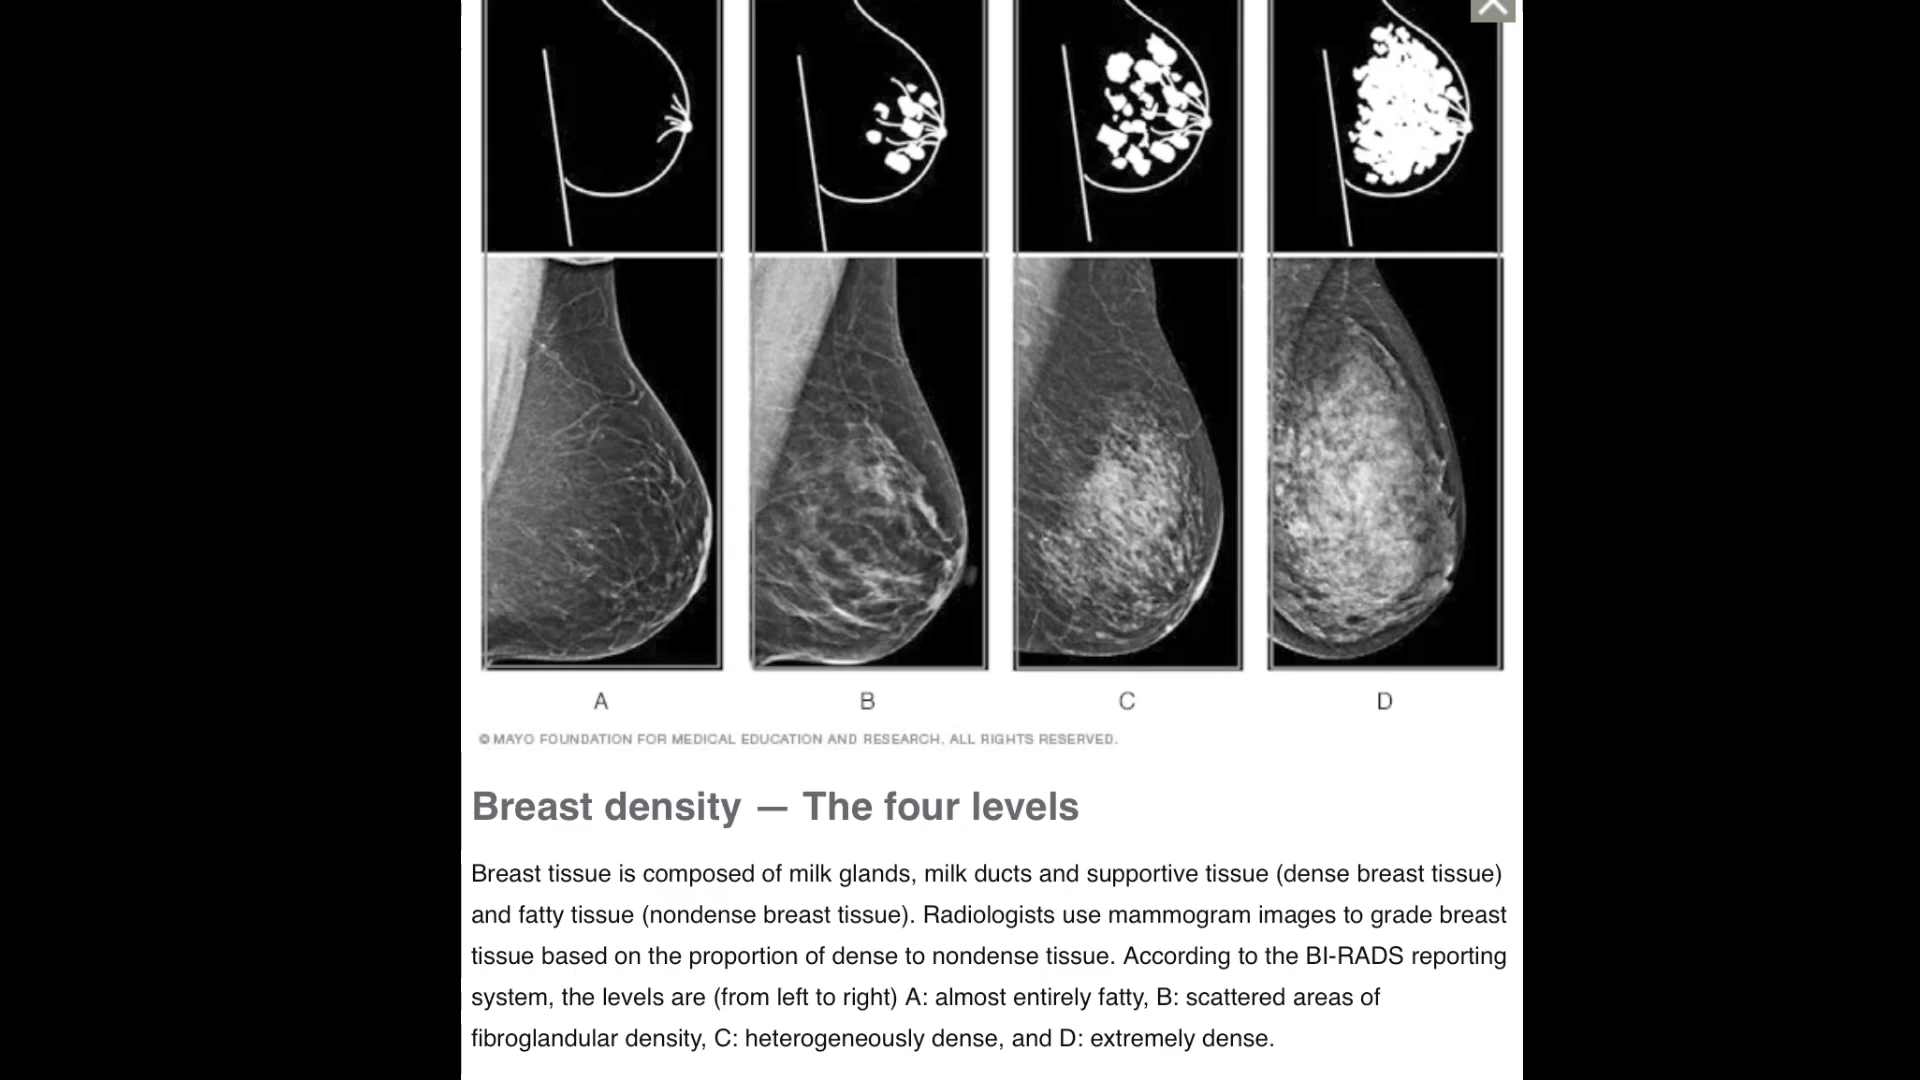 A B C D
© MAYO FOUNDATION FOR MEDICAL EDUCATION AND RESEARCH. ALL RIGHTS RESERVED.
Breast density — The four levels
Breast tissue is composed of milk glands, milk ducts and supportive tissue (dense breast tissue)
and fatty tissue (nondense breast tissue). Radiologists use mammogram images to grade breast
tissue based on the proportion of dense to nondense tissue. According to the BI-RADS reporting
system, the levels are (from left to right) A: almost entirely fatty, B: scattered areas of
fibroglandular density, C: heterogeneously dense, and D: extremely dense.